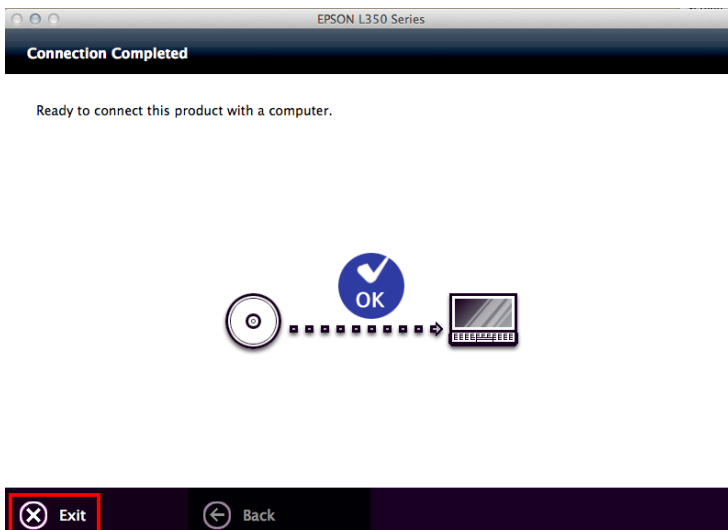 EPSON L350 Series
Connection Completed
Ready to connect this product with a computer.
OK
Exit
Back